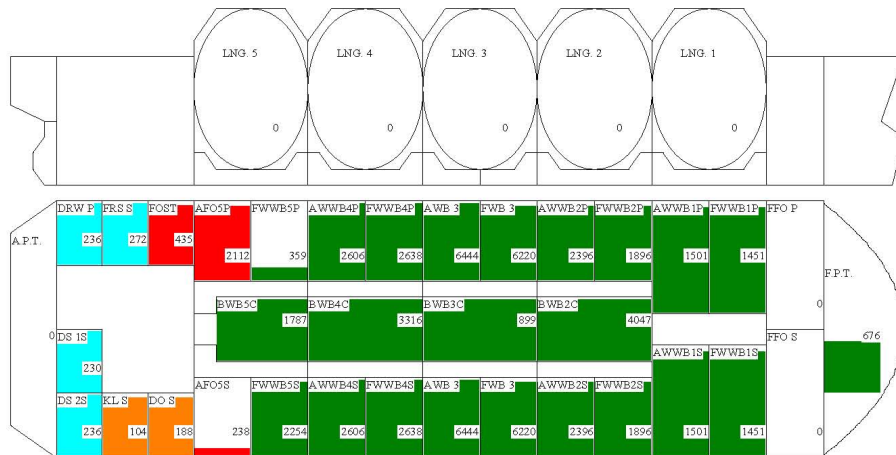 LNG. 5 LNG. 4 LNG. 3 LNG. 2 LNG. 1
0 0 0 0 0
DRW P FRS S FOST AFO5P FWWB5P AWWB4P FWWB4P AWB 3 FWB 3 AWWB2P FWWB2P AWWB1P FWWB1P FFO P
A.P.T. 236 272 435 2112 359 2606 2638 6444 6220 2396 1896 1501 1451
F.P.T.
BWB5C BWB4C BWB3C BWB2C 0
1787 3316 899 4047
0 DS 1S FFO S 676
AWWB1S FWWB1S
230
AFO5S FWWB5S AWWB4S FWWB4S AWB 3 FWB 3 AWWB2S FWWB2S
DS 2S KL S DO S
236 104 188 238 2254 2606 2638 6444 6220 2396 1896 1501 1451 0